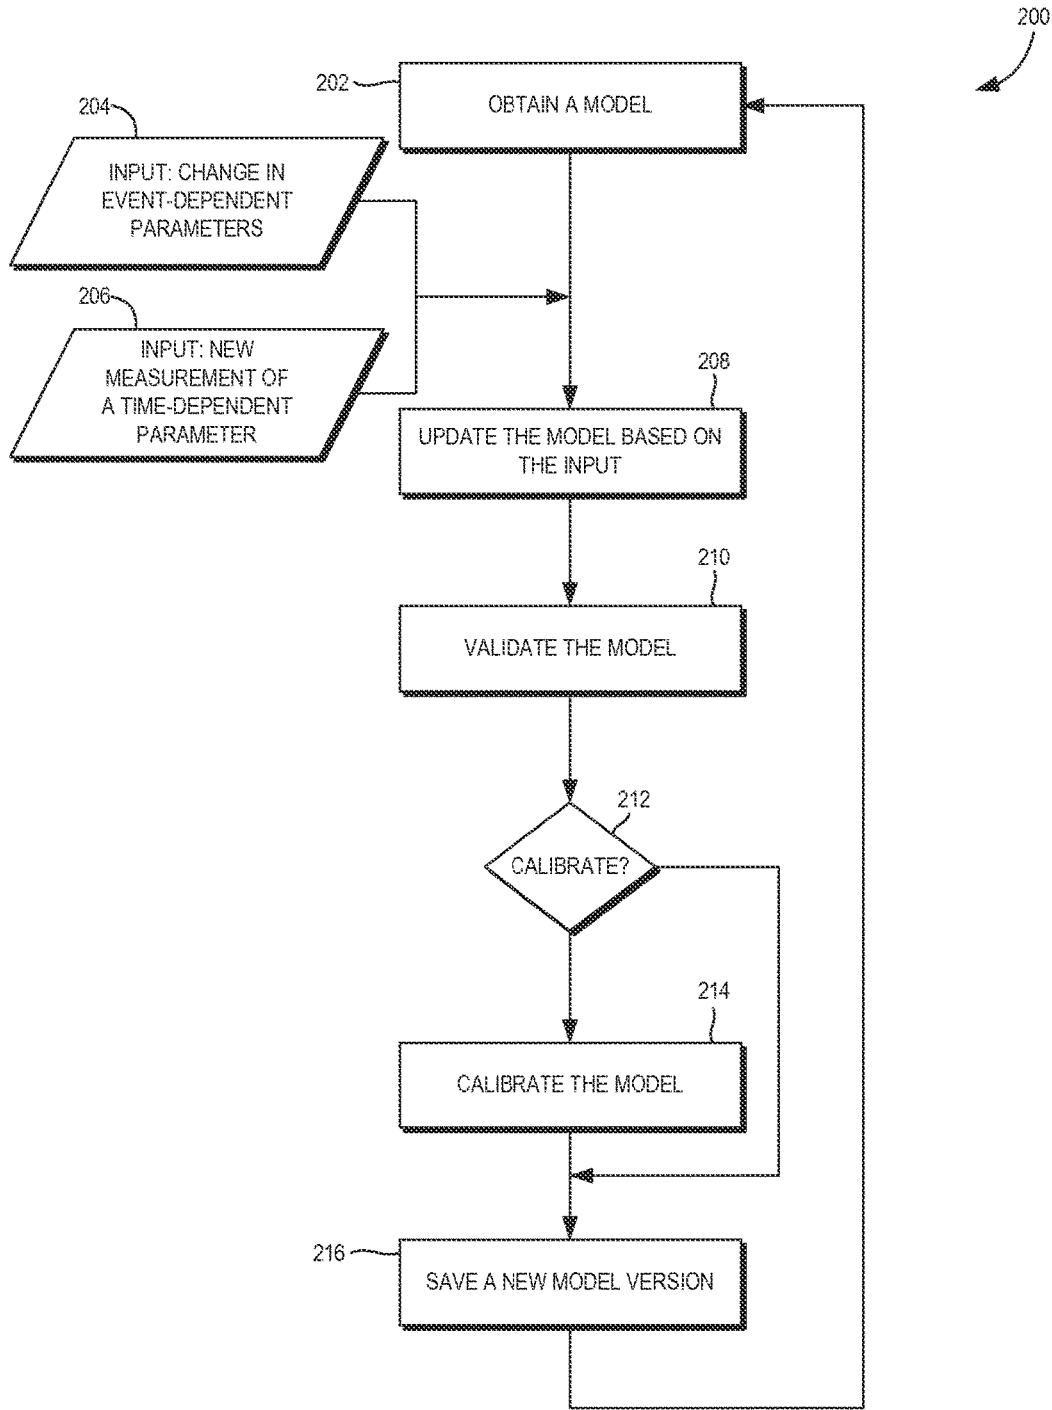 200
202
OBTAIN A MODEL
204
INPUT: CHANGE IN
EVENT-DEPENDENT
PARAMETERS
206
INPUT: NEW
MEASUREMENT OF
A TIME-DEPENDENT
PARAMETER
208
UPDATE THE MODEL BASED ON
THE INPUT
210
VALIDATE THE MODEL
212
CALIBRATE?
214
CALIBRATE THE MODEL
216
SAVE A NEW MODEL VERSION